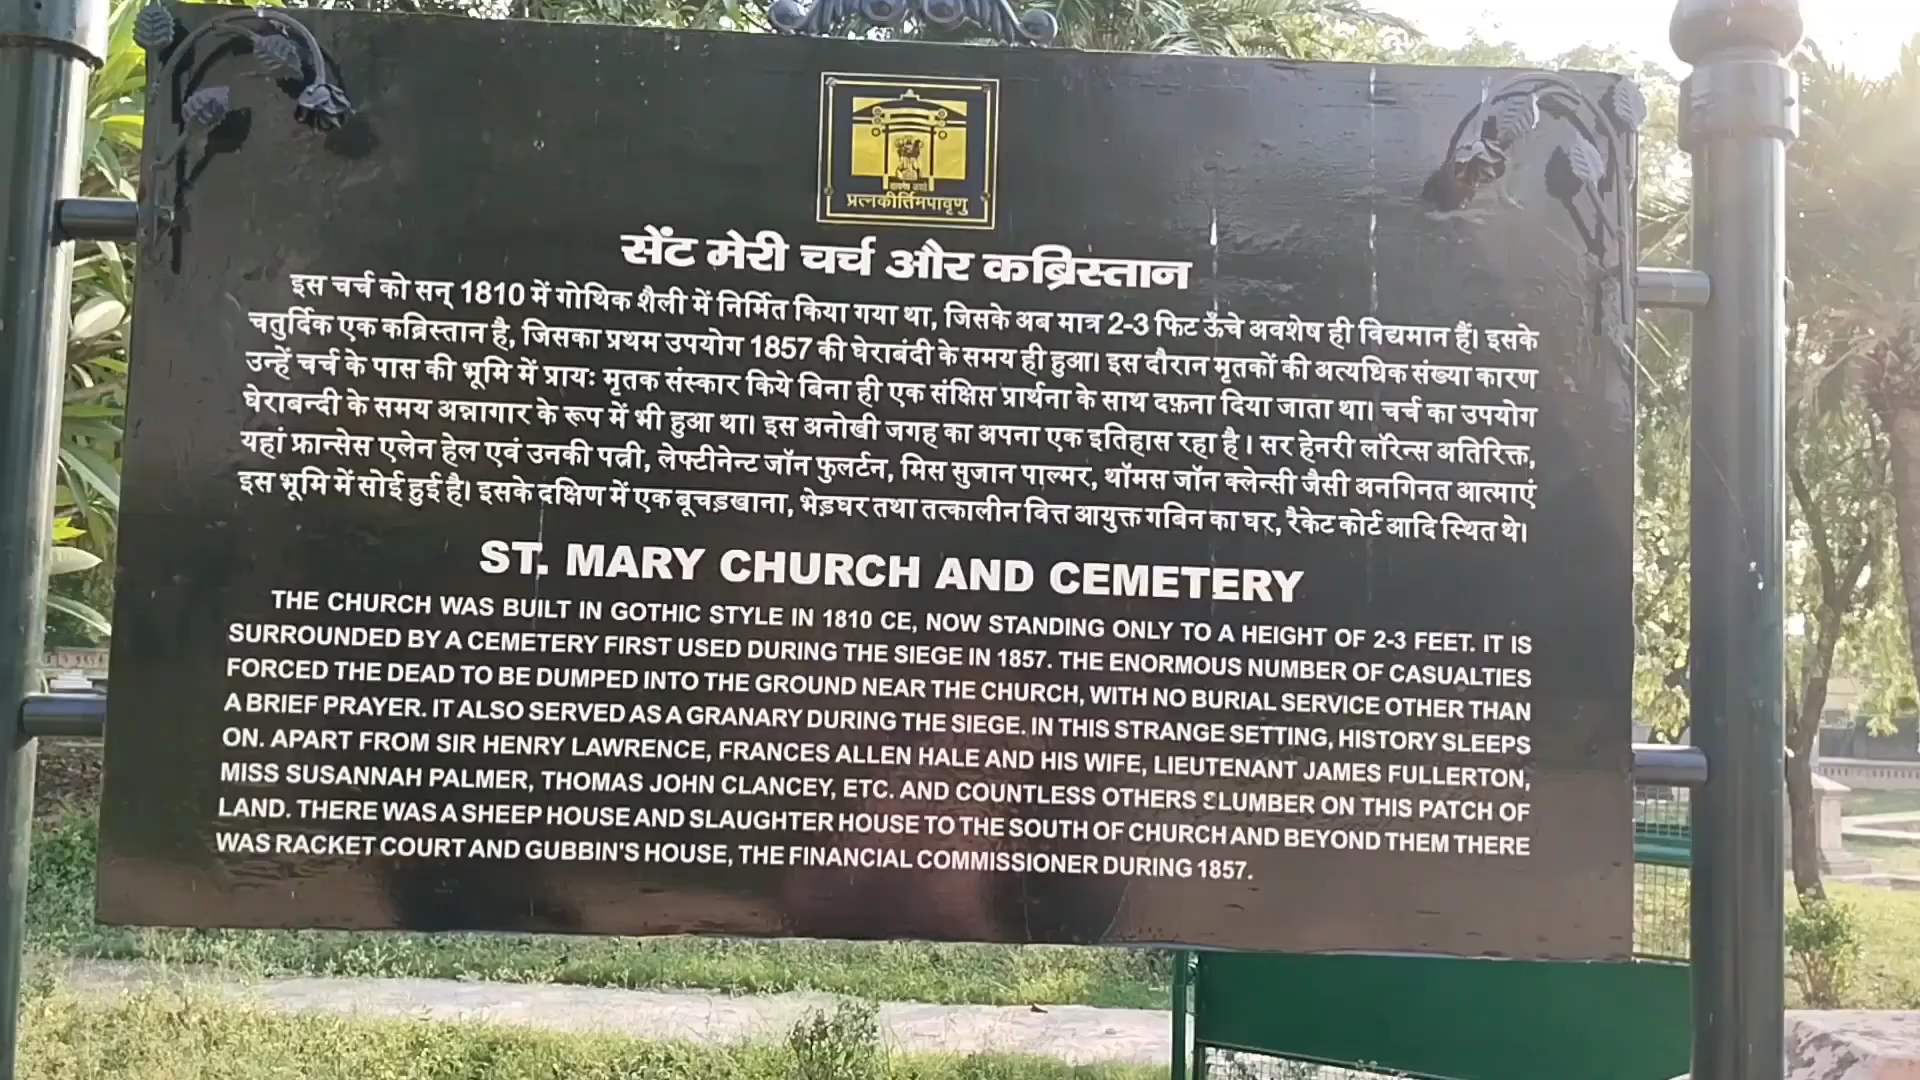 प्रत्नकीर्तिमपावृणु
सेंट मेरी चर्च और कब्रिस्तान
इस चर्च को सन् 1810 में गोथिक शैली में निर्मित किया गया था, जिसके अब मात्र 2-3 फिट ऊँचे अवशेष ही विद्यमान हैं। इसके
चतुर्दिक एक कब्रिस्तान है, जिसका प्रथम उपयोग 1857 की घेराबंदी के समय ही हुआ। इस दौरान मृतकों की अत्यधिक संख्या कारण
उन्हें चर्च के पास की भूमि में प्रायः मृतक संस्कार किये बिना ही एक संक्षिप्त प्रार्थना के साथ दफ़ना दिया जाता था। चर्च का उपयोग
घेराबन्दी के समय अन्नागार के रूप में भी हुआ था। इस अनोखी जगह का अपना एक इतिहास रहा है। सर हेनरी लॉरेन्स अतिरिक्त,
यहां फ्रान्सेस एलेन हेल एवं उनकी पत्नी, लेफ्टीनेन्ट जॉन फुलर्टन, मिस सुजान पाल्मर, थॉमस जॉन क्लेन्सी जैसी अनगिनत आत्माएं
इस भूमि में सोई हुई है। इसके दक्षिण में एक बूचड़खाना, भेड़घर तथा तत्कालीन वित्त आयुक्त गबिन का घर, रैकेट कोर्ट आदि स्थित थे।
ST. MARY CHURCH AND CEMETERY
THE CHURCH WAS BUILT IN GOTHIC STYLE IN 1810 CE, NOW STANDING ONLY TO A HEIGHT OF 2-3 FEET. IT IS
SURROUNDED BY A CEMETERY FIRST USED DURING THE SIEGE IN 1857. THE ENORMOUS NUMBER OF CASUALTIES
FORCED THE DEAD TO BE DUMPED INTO THE GROUND NEAR THE CHURCH, WITH NO BURIAL SERVICE OTHER THAN
A BRIEF PRAYER. IT ALSO SERVED AS A GRANARY DURING THE SIEGE. IN THIS STRANGE SETTING, HISTORY SLEEPS
ON. APART FROM SIR HENRY LAWRENCE, FRANCES ALLEN HALE AND HIS WIFE, LIEUTENANT JAMES FULLERTON,
MISS SUSANNAH PALMER, THOMAS JOHN CLANCEY, ETC. AND COUNTLESS OTHERS SLUMBER ON THIS PATCH OF
LAND. THERE WAS A SHEEP HOUSE AND SLAUGHTER HOUSE TO THE SOUTH OF CHURCH AND BEYOND THEM THERE
WAS RACKET COURT AND GUBBIN'S HOUSE, THE FINANCIAL COMMISSIONER DURING 1857.